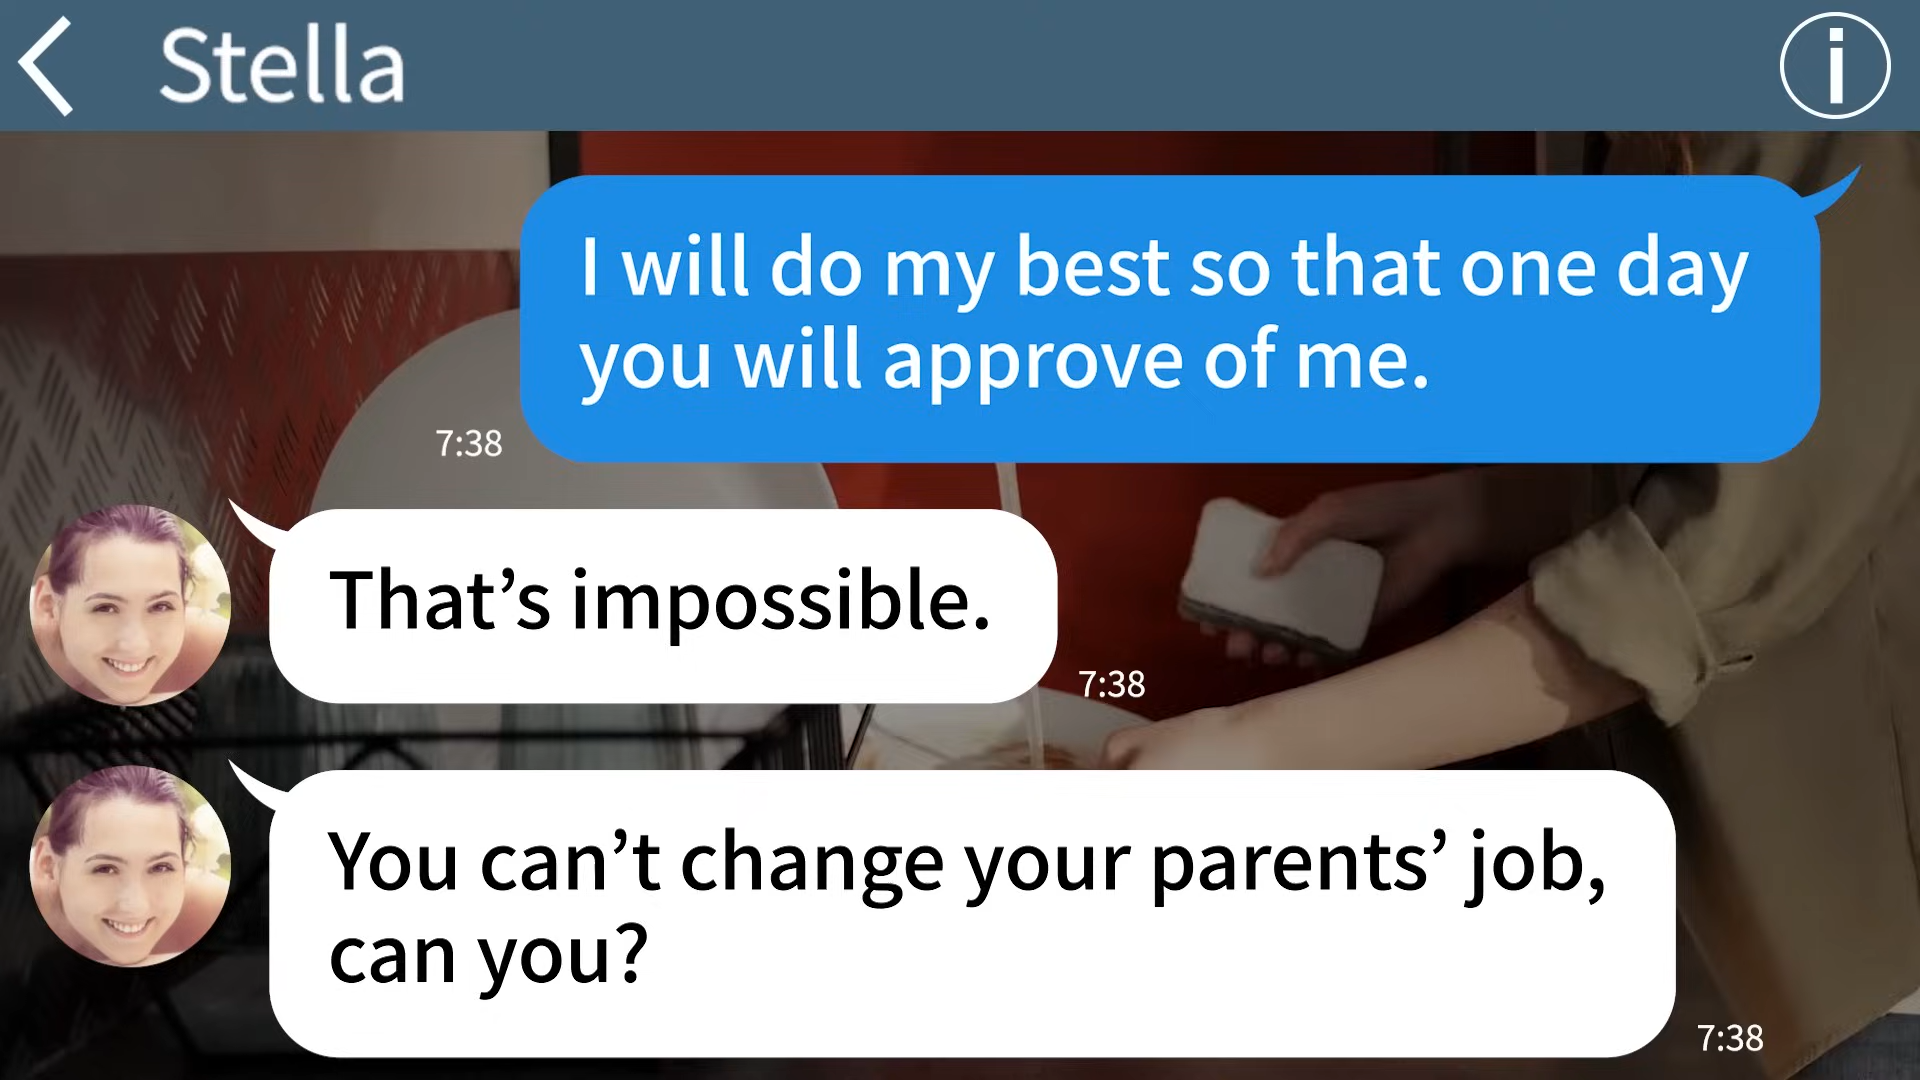 Stella
i
I will do my best so that one day
you will approve of me.
7:38
That’s impossible.
7:38
You can’t change your parents’ job,
can you?
7:38